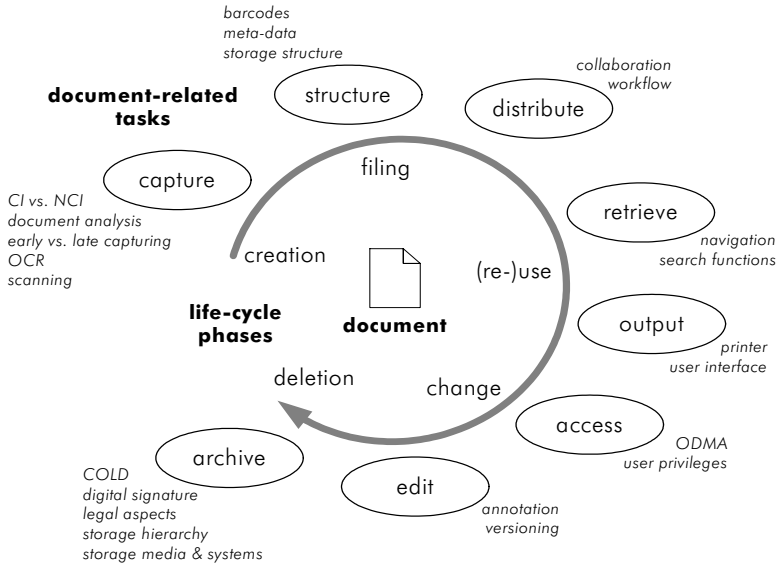 barcodes
meta-data
storage structure
structure
collaboration
workflow
distribute
document-related
tasks
capture
filing
CI vs. NCI
document analysis
early vs. late capturing
OCR
scanning
retrieve
navigation
search functions
creation
(re-)use
life-cycle
phases
document
output
printer
user interface
deletion
change
access
ODMA
user privileges
archive
COLD
digital signature
legal aspects
storage hierarchy
storage media & systems
edit
annotation
versioning